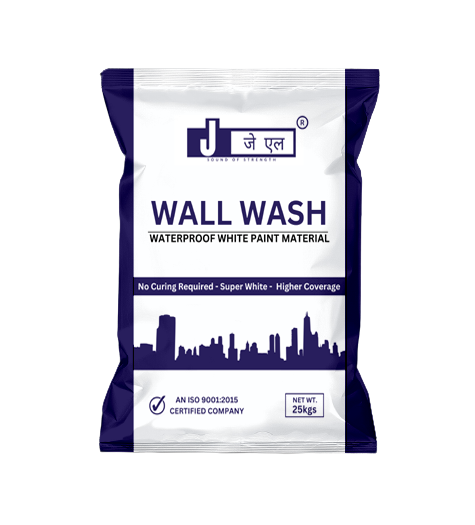 J जे एल ®
SOUND OF STRENGTH
WALL WASH
WATERPROOF WHITE PAINT MATERIAL
No Curing Required - Super White - Higher Coverage
AN ISO 9001:2015
CERTIFIED COMPANY
NET WT.
25kgs